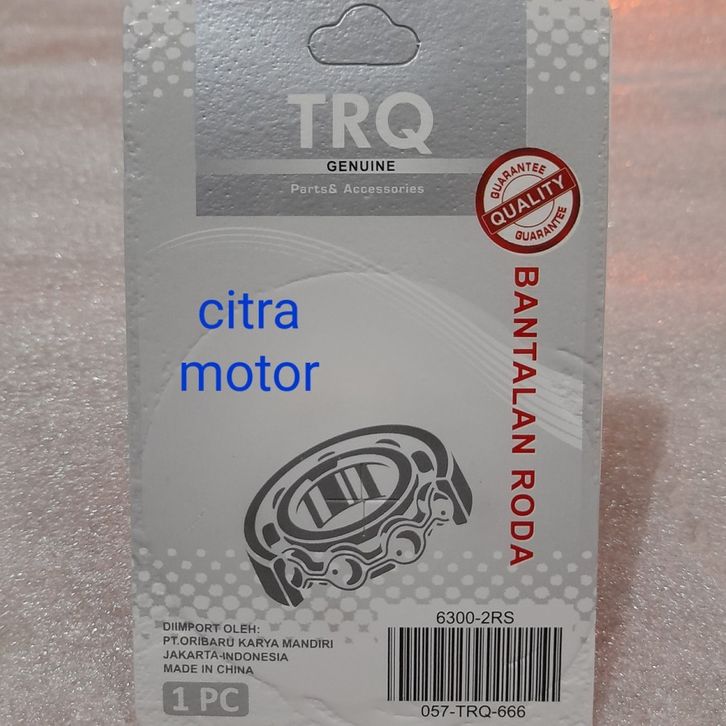 TRQ
GENUINE
Parts& Accessories
GUARANTEE
QUALITY
GUARANTEE
BANTALAN RODA
citra
motor
DIIMPORT OLEH:
PT.ORIBARU KARYA MANDIRI
JAKARTA-INDONESIA
MADE IN CHINA
1 PC
6300-2RS
057-TRQ-666